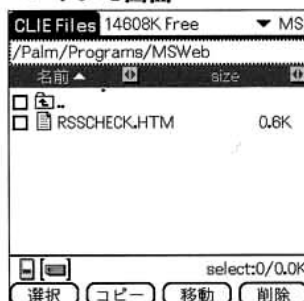 CLIE Files 14608K Free ▼ MS
/Palm/Programs/MSWeb
名前▲ size
..
RSSCHECK.HTM 0.6K
select:0/0.0K
選択 コピー 移動 削除